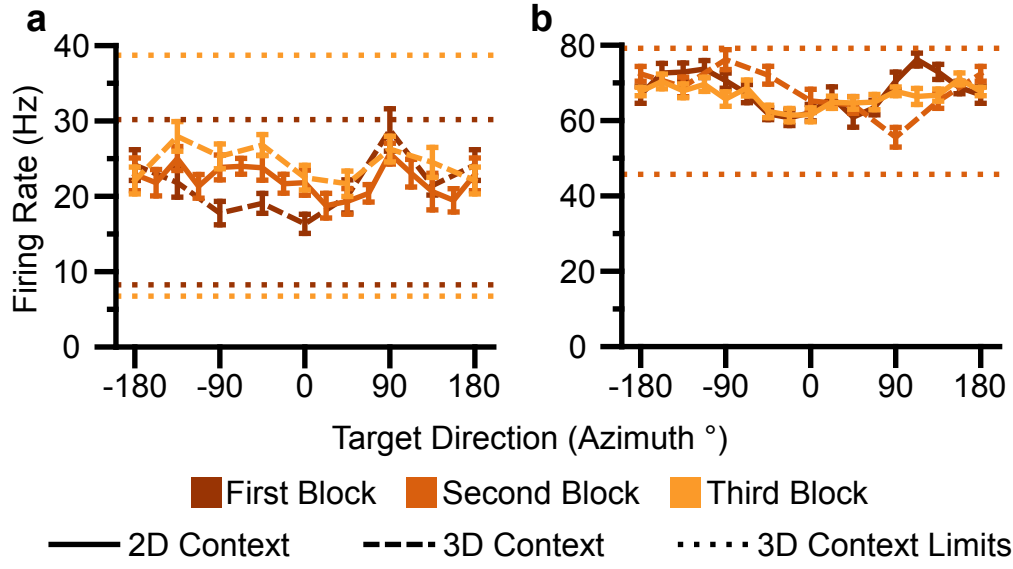 a
b
Firing Rate (Hz)
40
30
20
10
0
-180 -90 0 90 180
80
60
40
20
0
-180 -90 0 90 180
Target Direction (Azimuth °)
First Block Second Block Third Block
2D Context 3D Context 3D Context Limits